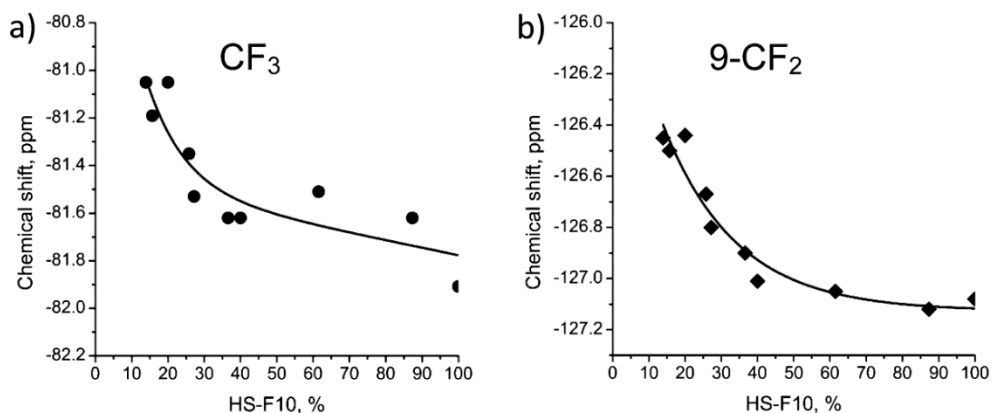 a)
CF₃
Chemical shift, ppm
-80.8
-81.0
-81.2
-81.4
-81.6
-81.8
-82.0
-82.2
0 10 20 30 40 50 60 70 80 90 100
HS-F10, %
b)
9-CF₂
Chemical shift, ppm
-126.0
-126.2
-126.4
-126.6
-126.8
-127.0
-127.2
0 10 20 30 40 50 60 70 80 90 100
HS-F10, %